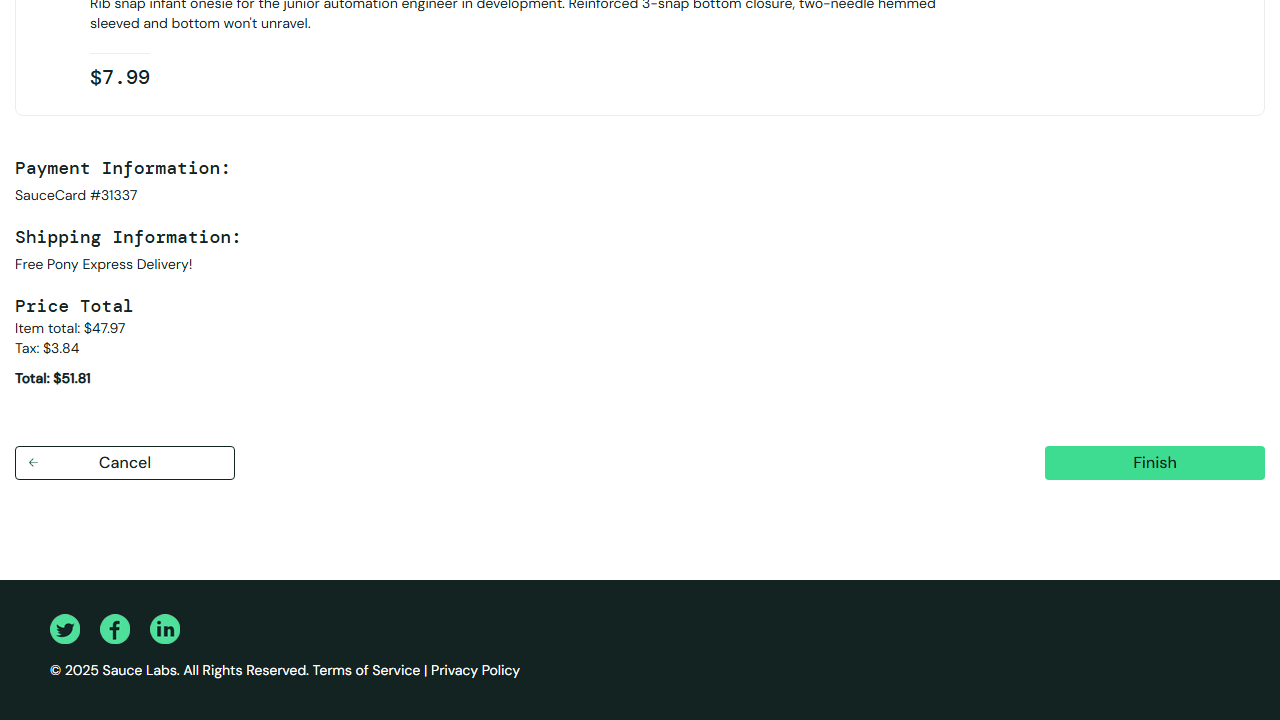 Rib snap infant onesie for the junior automation engineer in development. Reinforced 3-snap bottom closure, two-needle hemmed
sleeved and bottom won't unravel.
$7.99
Payment Information:
SauceCard #31337
Shipping Information:
Free Pony Express Delivery!
Price Total
Item total: $47.97
Tax: $3.84
Total: $51.81
Cancel
Finish
© 2025 Sauce Labs. All Rights Reserved. Terms of Service | Privacy Policy